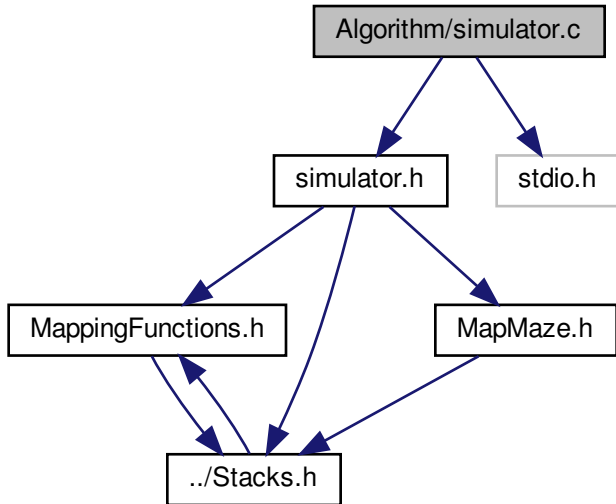 Algorithm/simulator.c
simulator.h
stdio.h
MappingFunctions.h
MapMaze.h
../Stacks.h